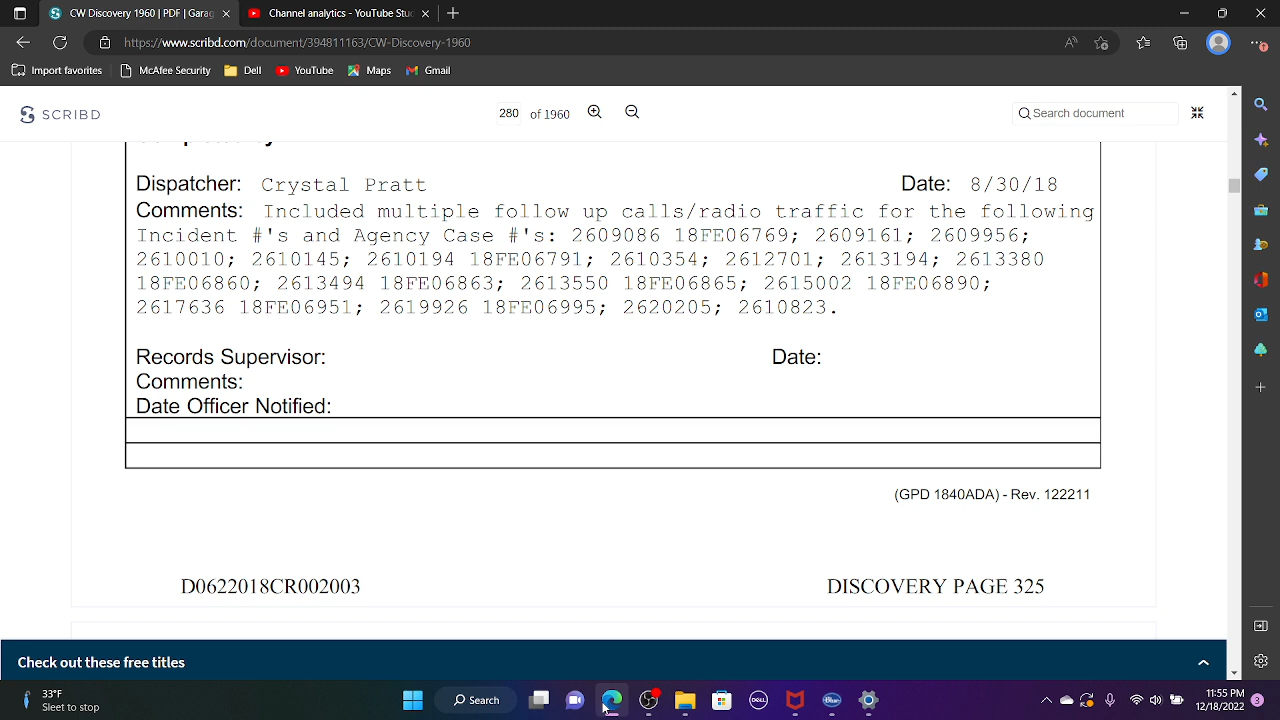 CW Discovery 1960 | PDF | Garag
Channel analytics - YouTube Stu
https://www.scribd.com/document/394811163/CW-Discovery-1960
Import favorites McAfee Security Dell YouTube Maps Gmail
SCRIBD 280 of 1960 Search document
Dispatcher: Crystal Pratt Date: 8/30/18
Comments: Included multiple follow up calls/radio traffic for the following
Incident #'s and Agency Case #'s: 2609086 18FE06769; 2609161; 2609956;
2610010; 2610145; 2610194 18FE06791; 2610354; 2612701; 2613194; 2613380
18FE06860; 2613494 18FE06863; 2613550 18FE06865; 2615002 18FE06890;
2617636 18FE06951; 2619926 18FE06995; 2620205; 2610823.
Records Supervisor: Date:
Comments:
Date Officer Notified:
(GPD 1840ADA) - Rev. 122211
D0622018CR002003 DISCOVERY PAGE 325
Check out these free titles
33°F
Sleet to stop
Search
DELL
Blue
11:55 PM
12/18/2022
3